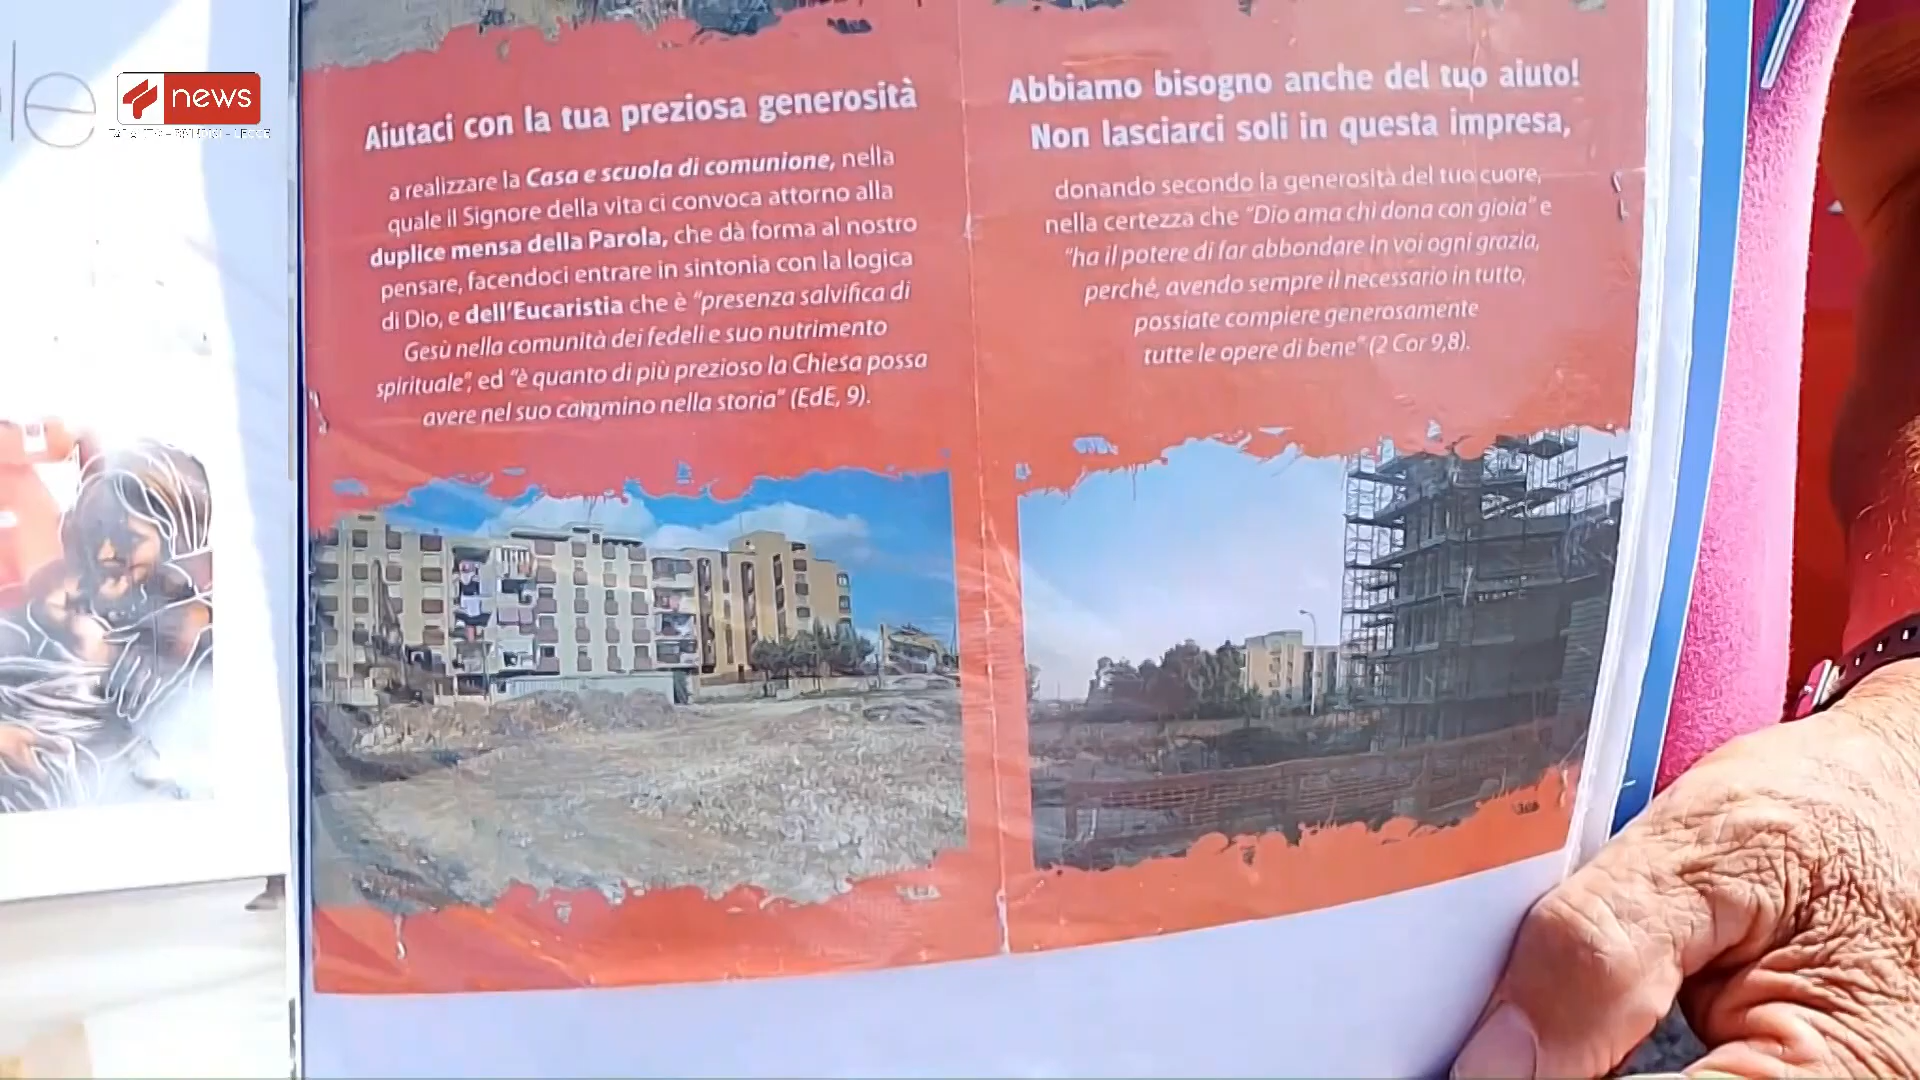 le
news
Aiutaci con la tua preziosa generosità
a realizzare la Casa e scuola di comunione, nella
quale il Signore della vita ci convoca attorno alla
duplice mensa della Parola, che dà forma al nostro
pensare, facendoci entrare in sintonia con la logica
di Dio, e dell'Eucaristia che è "presenza salvifica di
Gesù nella comunità dei fedeli e suo nutrimento
spirituale", ed "è quanto di più prezioso la Chiesa possa
avere nel suo cammino nella storia" (EdE, 9).
Abbiamo bisogno anche del tuo aiuto!
Non lasciarci soli in questa impresa,
donando secondo la generosità del tuo cuore,
nella certezza che "Dio ama chi dona con gioia" e
"ha il potere di far abbondare in voi ogni grazia,
perché, avendo sempre il necessario in tutto,
possiate compiere generosamente
tutte le opere di bene" (2 Cor 9,8).